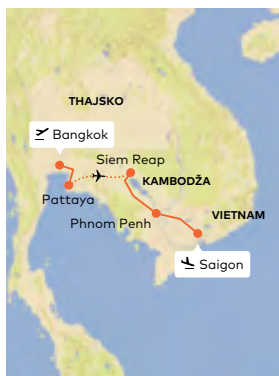 THAJSKO
Bangkok
Siem Reap
KAMBODŽA
Pattaya
Phnom Penh
VIETNAM
Saigon